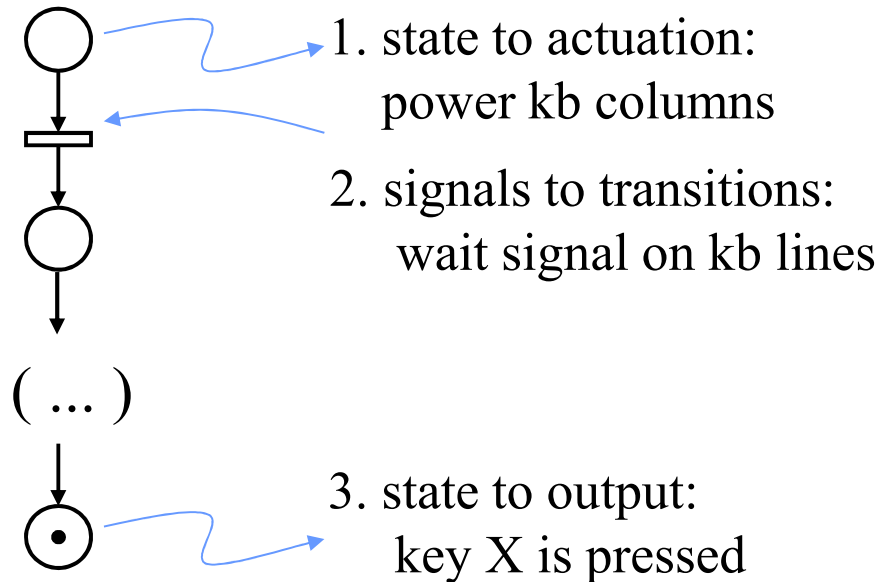 1. state to actuation:
power kb columns
2. signals to transitions:
wait signal on kb lines
( ... )
3. state to output:
key X is pressed